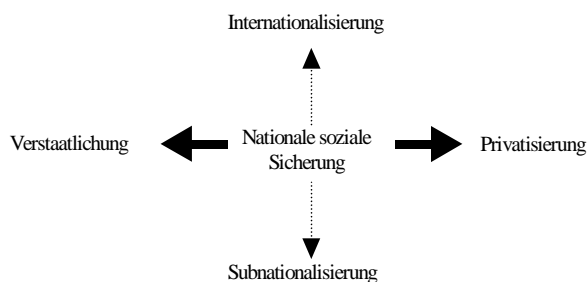 Internationalisierung
Verstaatlichung
Nationale soziale
Sicherung
Privatisierung
Subnationalisierung